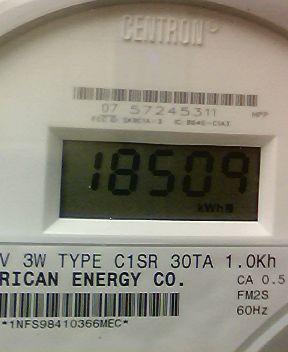 CENTRON®
07 57245311
HPP
18509
kWh
V 3W TYPE C1SR 30TA 1.0Kh
RICAN ENERGY CO.
CA 0.5
FM2S
*1NFS98410366MEC*
60Hz